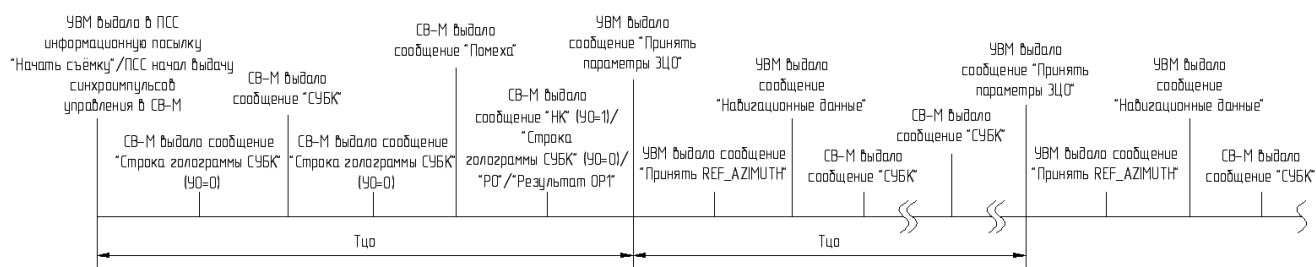 УВМ выдало в ПСС
информационную посылку
"Начать съёмку"/ПСС начал выдачу
синхроимпульсов
управления в СВ-М
СВ-М выдало сообщение
"Строка голограммы СУБК"
(УО=0)
СВ-М выдало
сообщение "СУБК"
СВ-М выдало сообщение
"Строка голограммы СУБК"
(УО=0)
СВ-М выдало
сообщение "Помеха"
СВ-М выдало
сообщение "НК" (УО=1)/
"Строка
голограммы СУБК" (УО=0)/
"РО"/"Результат ОР1"
УВМ выдало
сообщение "Принять
параметры ЗЦО"
УВМ выдало сообщение
"Принять REF_AZIMUTH"
УВМ выдало
сообщение
"Навигационные данные"
СВ-М выдало
сообщение "СУБК"
СВ-М выдало
сообщение "СУБК"
УВМ выдало
сообщение "Принять
параметры ЗЦО"
УВМ выдало сообщение
"Принять REF_AZIMUTH"
УВМ выдало
сообщение
"Навигационные данные"
СВ-М выдало
сообщение "СУБК"
Тцо
Тцо